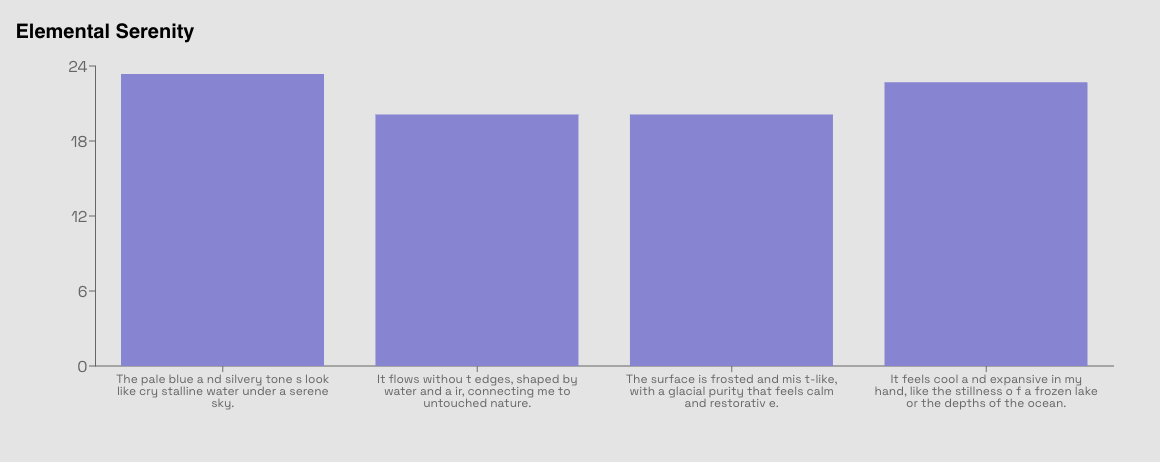 Elemental Serenity
24
18
12
6
0
The pale blue a nd silvery tone s look
like cry stalline water under a serene
sky.
It flows withou t edges, shaped by
water and a ir, connecting me to
untouched nature.
The surface is frosted and mis t-like,
with a glacial purity that feels calm
and restorativ e.
It feels cool a nd expansive in my
hand, like the stillness o f a frozen lake
or the depths of the ocean.